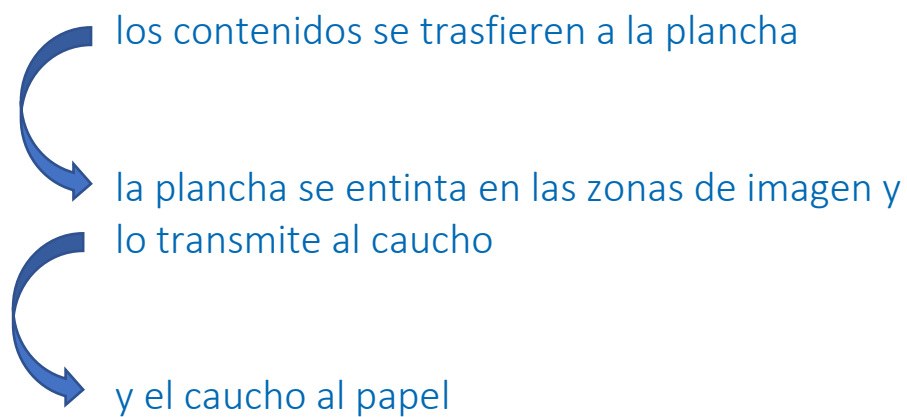 los contenidos se trasfieren a la plancha
la plancha se entinta en las zonas de imagen y
lo transmite al caucho
y el caucho al papel